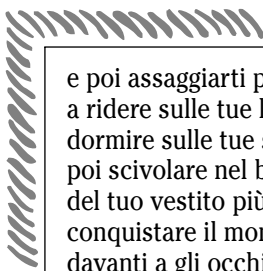 e poi assaggiarti
a ridere sulle tue
dormire sulle tue
poi scivolare nel
del tuo vestito più
conquistare il
davanti a gli occhi